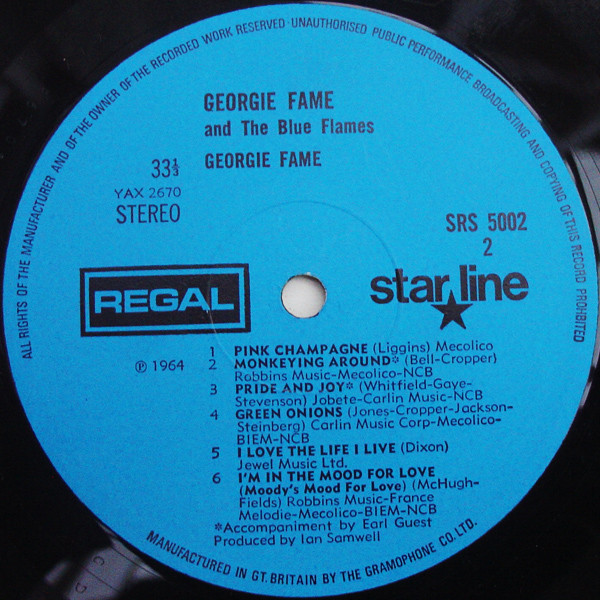 ALL RIGHTS OF THE MANUFACTURER AND OF THE OWNER OF THE RECORDED WORK RESERVED · UNAUTHORISED PUBLIC PERFORMANCE BROADCASTING AND COPYING OF THIS RECORD PROHIBITED
GEORGIE FAME
and The Blue Flames
33⅓ GEORGIE FAME
YAX 2670
STEREO
SRS 5002
2
REGAL
star line
℗ 1964
1 PINK CHAMPAGNE (Liggins) Mecolico
2 MONKEYING AROUND* (Bell-Cropper)
Robbins Music-Mecolico-NCB
3 PRIDE AND JOY* (Whitfield-Gaye-
Stevenson) Jobete-Carlin Music-NCB
4 GREEN ONIONS (Jones-Cropper-Jackson-
Steinberg) Carlin Music Corp-Mecolico-
BIEM-NCB
5 I LOVE THE LIFE I LIVE (Dixon)
Jewel Music Ltd.
6 I'M IN THE MOOD FOR LOVE
(Moody's Mood For Love) (McHugh-
Fields) Robbins Music-France
Melodie-Mecolico-BIEM-NCB
*Accompaniment by Earl Guest
Produced by Ian Samwell
MANUFACTURED IN GT. BRITAIN BY THE GRAMOPHONE CO. LTD.